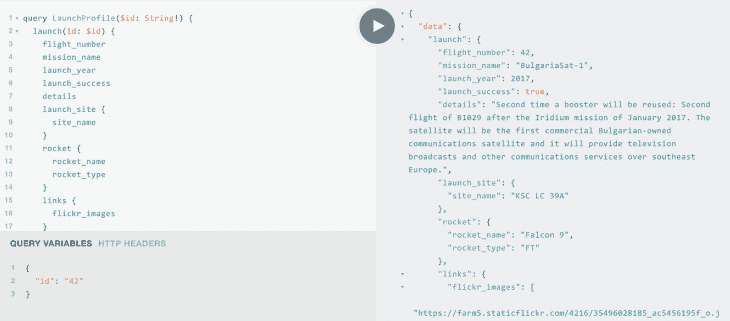 1 query LaunchProfile($id: String!) {
2 launch(id: $id) {
3 flight_number
4 mission_name
5 launch_year
6 launch_success
7 details
8 launch_site {
9 site_name
10 }
11 rocket {
12 rocket_name
13 rocket_type
14 }
15 links {
16 flickr_images
17 }
QUERY VARIABLES HTTP HEADERS
1 {
2 "id": "42"
3 }
{
"data": {
"launch": {
"flight_number": 42,
"mission_name": "BulgariaSat-1",
"launch_year": 2017,
"launch_success": true,
"details": "Second time a booster will be reused: Second
flight of B1029 after the Iridium mission of January 2017. The
satellite will be the first commercial Bulgarian-owned
communications satellite and it will provide television
broadcasts and other communications services over southeast
Europe.",
"launch_site": {
"site_name": "KSC LC 39A"
},
"rocket": {
"rocket_name": "Falcon 9",
"rocket_type": "FT"
},
"links": {
"flickr_images": [
"https://farm5.staticflickr.com/4216/35496028185_ac5456195f_o.j